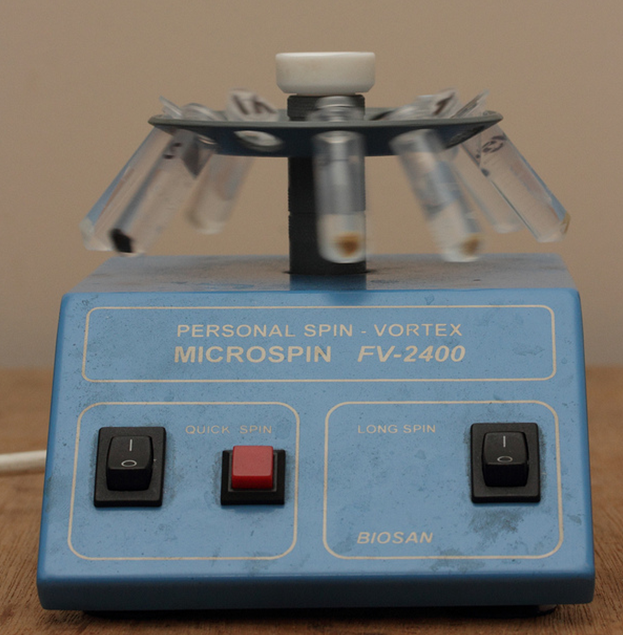 PERSONAL SPIN - VORTEX
MICROSPIN FV-2400
QUICK SPIN
LONG SPIN
BIOSAN